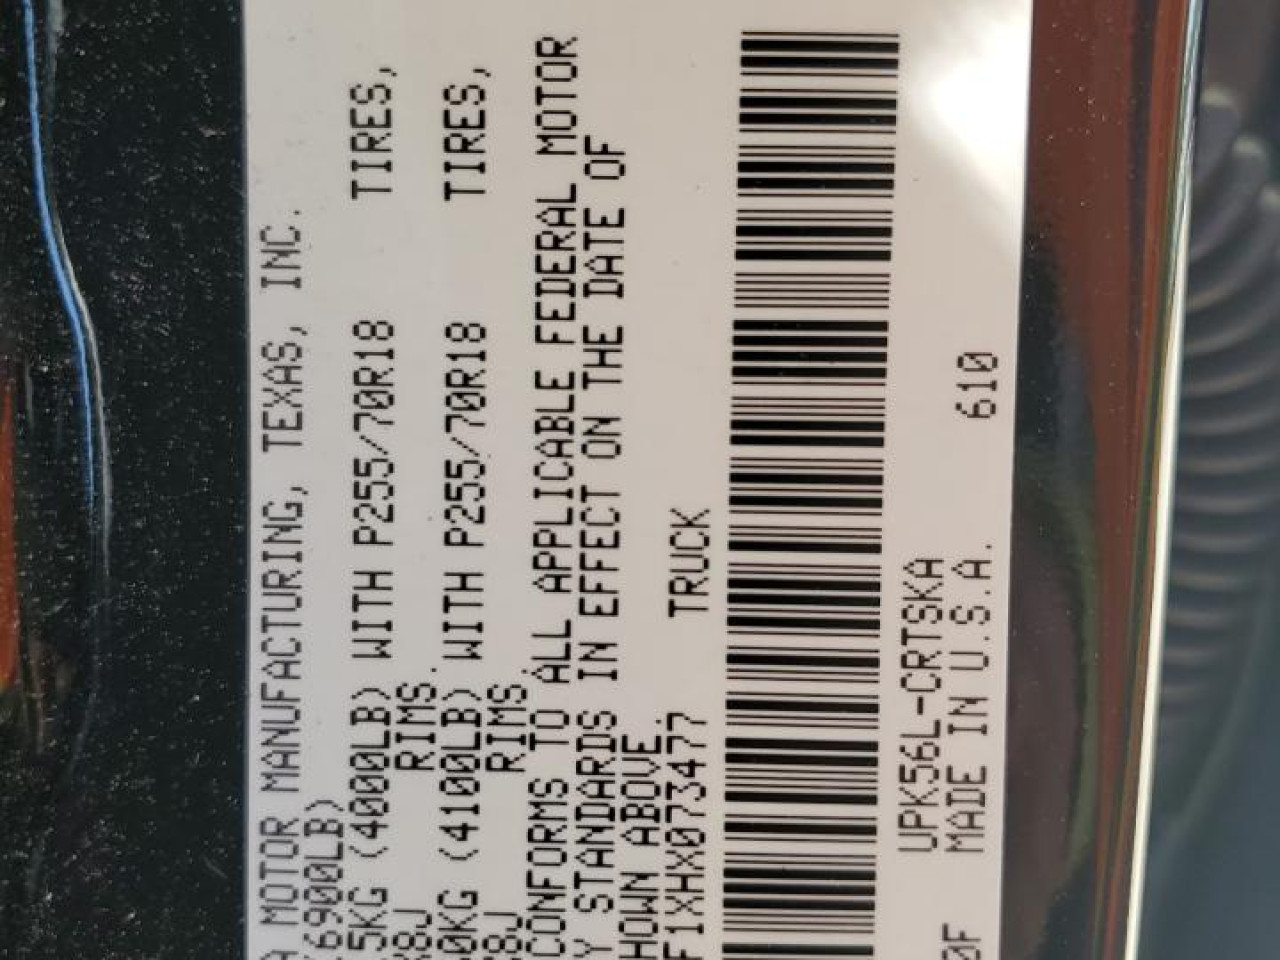 A MOTOR MANUFACTURING, TEXAS, INC.
(6900LB)
5KG (4000LB) WITH P255/70R18 TIRES,
8J RIMS.
0KG (4100LB) WITH P255/70R18 TIRES,
8J RIMS
CONFORMS TO ALL APPLICABLE FEDERAL MOTOR
Y STANDARDS IN EFFECT ON THE DATE OF
HOWN ABOVE.
F1XHX073477 TRUCK
UPK56L-CRTSKA
0F MADE IN U.S.A. 610